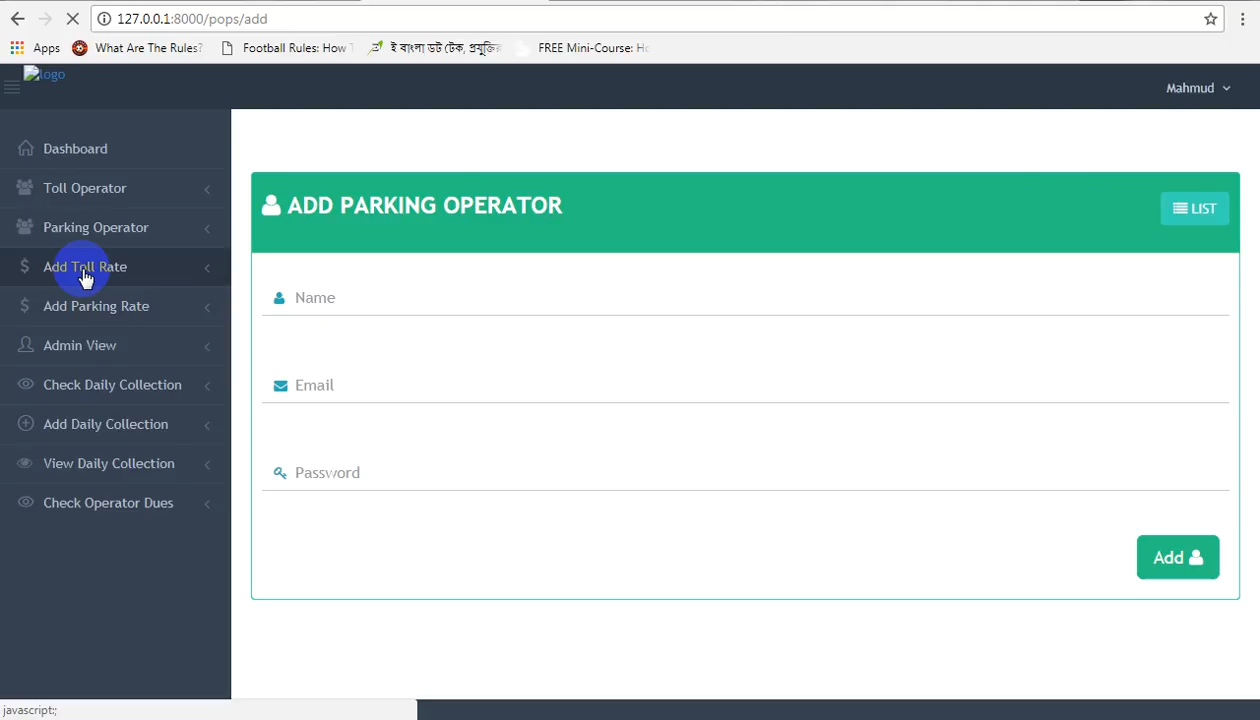 127.0.0.1:8000/pops/add
Apps What Are The Rules? Football Rules: How ই বাংলা ডট টেক, প্রযুক্তির FREE Mini-Course:
logo
Mahmud
Dashboard
Toll Operator
Parking Operator
Add Toll Rate
Add Parking Rate
Admin View
Check Daily Collection
Add Daily Collection
View Daily Collection
Check Operator Dues
ADD PARKING OPERATOR
LIST
Name
Email
Password
Add
javascript:;